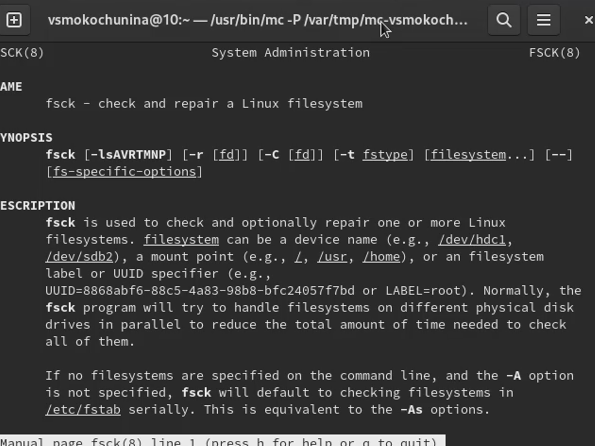 vsmokochunina@10:~ — /usr/bin/mc -P /var/tmp/mc-vsmokoch...
SCK(8) System Administration FSCK(8)
AME
fsck - check and repair a Linux filesystem
YNOPSIS
fsck [-lsAVRTMNP] [-r [fd]] [-C [fd]] [-t fstype] [filesystem...] [--]
[fs-specific-options]
ESCRIPTION
fsck is used to check and optionally repair one or more Linux
filesystems. filesystem can be a device name (e.g., /dev/hdc1,
/dev/sdb2), a mount point (e.g., /, /usr, /home), or an filesystem
label or UUID specifier (e.g.,
UUID=8868abf6-88c5-4a83-98b8-bfc24057f7bd or LABEL=root). Normally, the
fsck program will try to handle filesystems on different physical disk
drives in parallel to reduce the total amount of time needed to check
all of them.
If no filesystems are specified on the command line, and the -A option
is not specified, fsck will default to checking filesystems in
/etc/fstab serially. This is equivalent to the -As options.
Manual page fsck(8) line 1 (press h for help or q to quit)